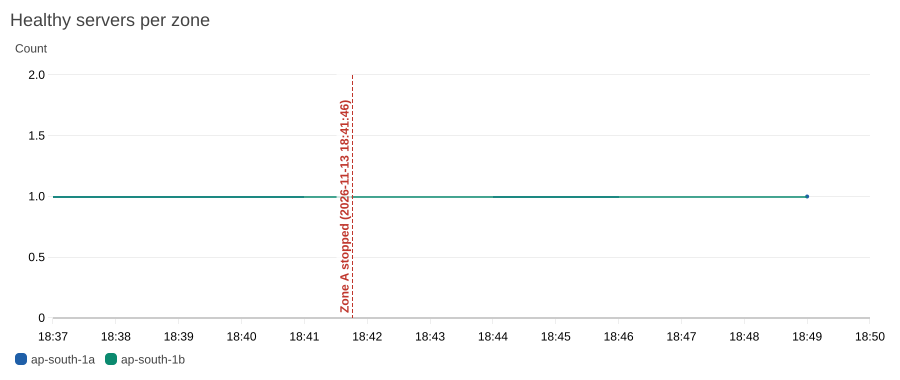 Healthy servers per zone
Count
2.0
1.5
1.0
0.5
0
Zone A stopped (2026-11-13 18:41:46)
18:37 18:38 18:39 18:40 18:41 18:42 18:43 18:44 18:45 18:46 18:47 18:48 18:49 18:50
ap-south-1a ap-south-1b